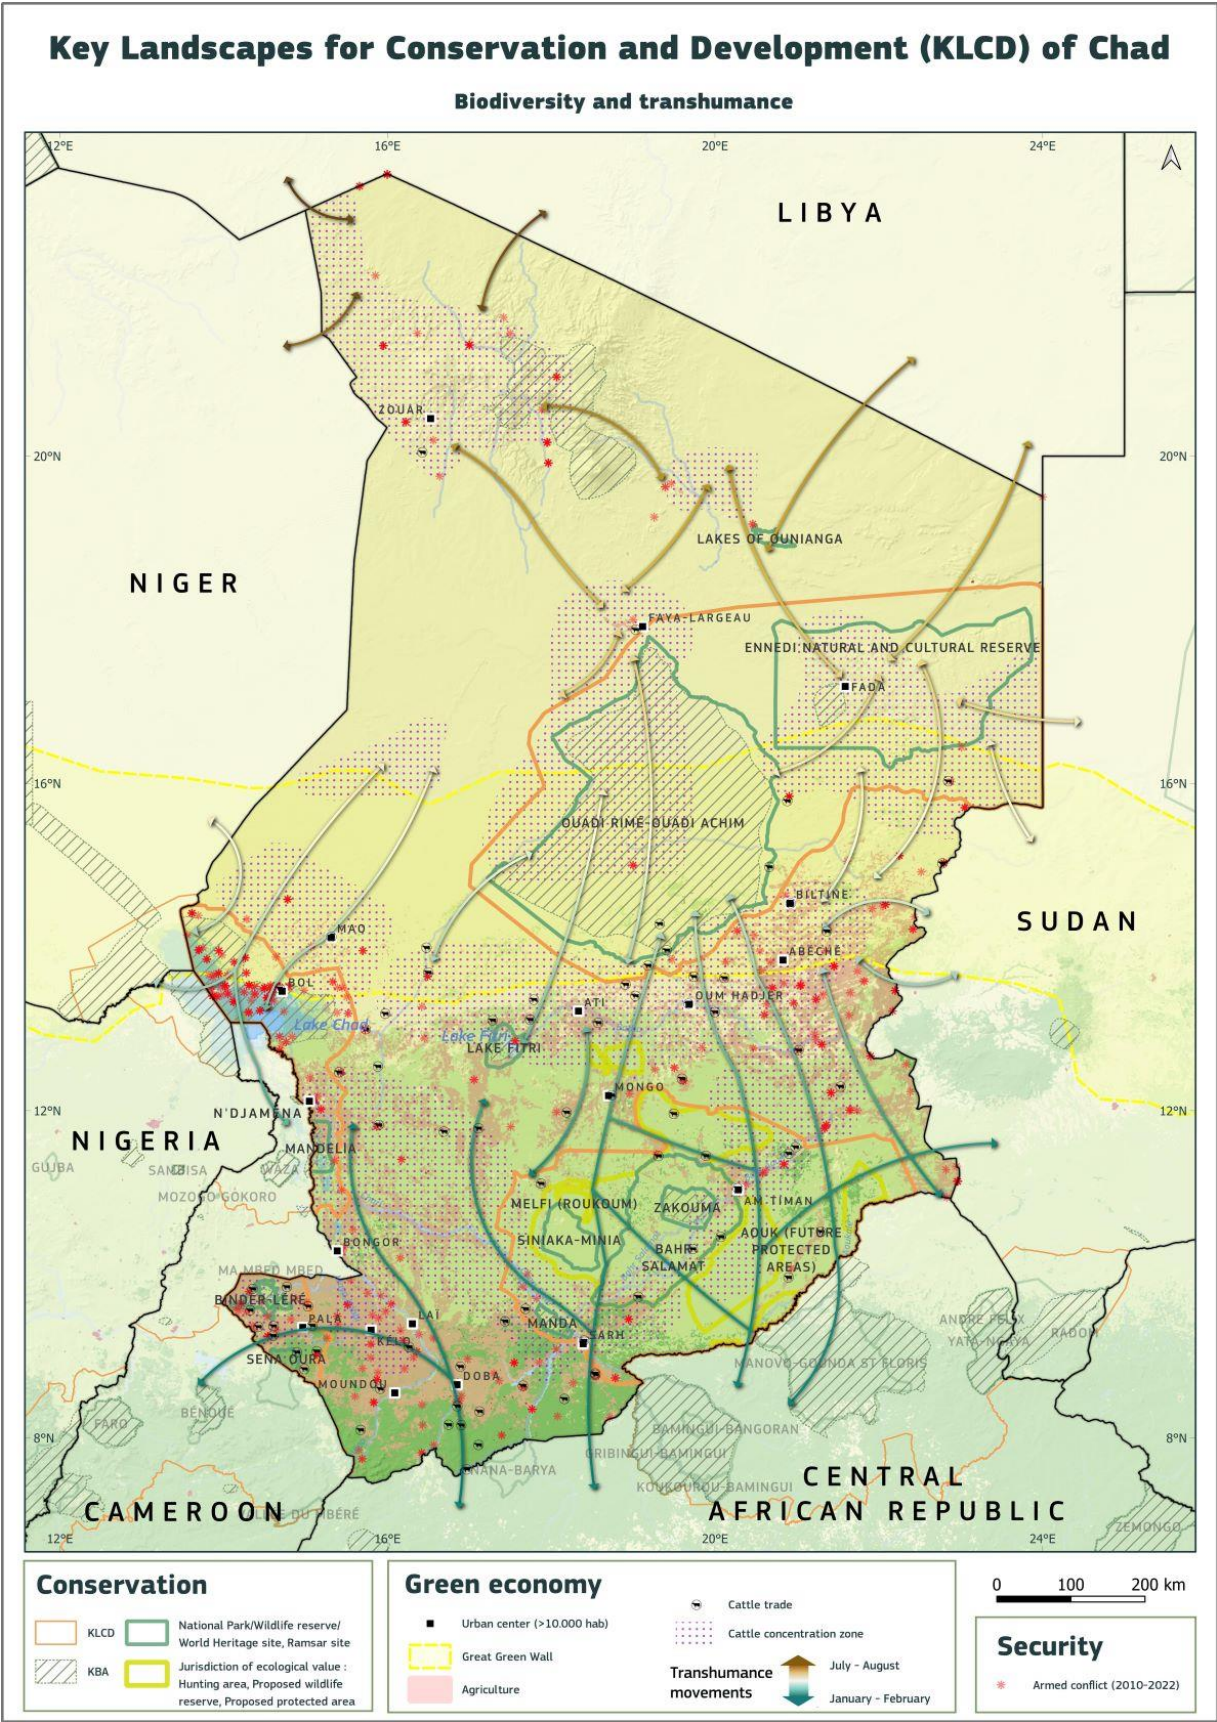 Key Landscapes for Conservation and Development (KLCD) of Chad
Biodiversity and transhumance
12°E 16°E 20°E 24°E
LIBYA
ZOUAR
20°N 20°N
LAKES OF OUNIANGA
NIGER
FAYA-LARGEAU
ENNEDI NATURAL AND CULTURAL RESERVE
FADA
16°N 16°N
OUADI RIMÉ-OUADI ACHIM
BILTINE
SUDAN
MAO
ABÉCHÉ
BOL
OUM HADJER
ATI
Lake Chad
Lake Fitri
LAKE FITRI
MONGO
12°N 12°N
N'DJAMENA
NIGERIA
MANDELIA
GUJBA
SAMBISA
WAZA
MOZOGO GOKORO
MELFI (ROUKOUM)
ZAKOUMA
AM-TIMAN
SINIAKA-MINIA
AOUK (FUTURE
PROTECTED
AREAS)
BAHR
SALAMAT
BONGOR
MA MBED MBED
BINDER-LÉRÉ
PALA
LAÏ
KÉLO
MANDA
SARH
ANDRÉ FÉLIX
YATA-NGAYA
RADOM
SENA OURA
MANOVO-GOUNDA ST FLORIS
MOUNDOU
DOBA
BÉNOUÉ
FARO
BAMINGUI-BANGORAN
8°N 8°N
GRIBINGUI-BAMINGUI
NANA-BARYA
KOUKOUROU-BAMINGUI
CENTRAL
AFRICAN REPUBLIC
CAMEROON
ZEMONGO
12°E 16°E 20°E 24°E
Conservation
KLCD
National Park/Wildlife reserve/
World Heritage site, Ramsar site
KBA
Jurisdiction of ecological value :
Hunting area, Proposed wildlife
reserve, Proposed protected area
Green economy
Urban center (>10.000 hab)
Great Green Wall
Agriculture
Cattle trade
Cattle concentration zone
Transhumance
movements
July - August
January - February
0 100 200 km
Security
Armed conflict (2010-2022)